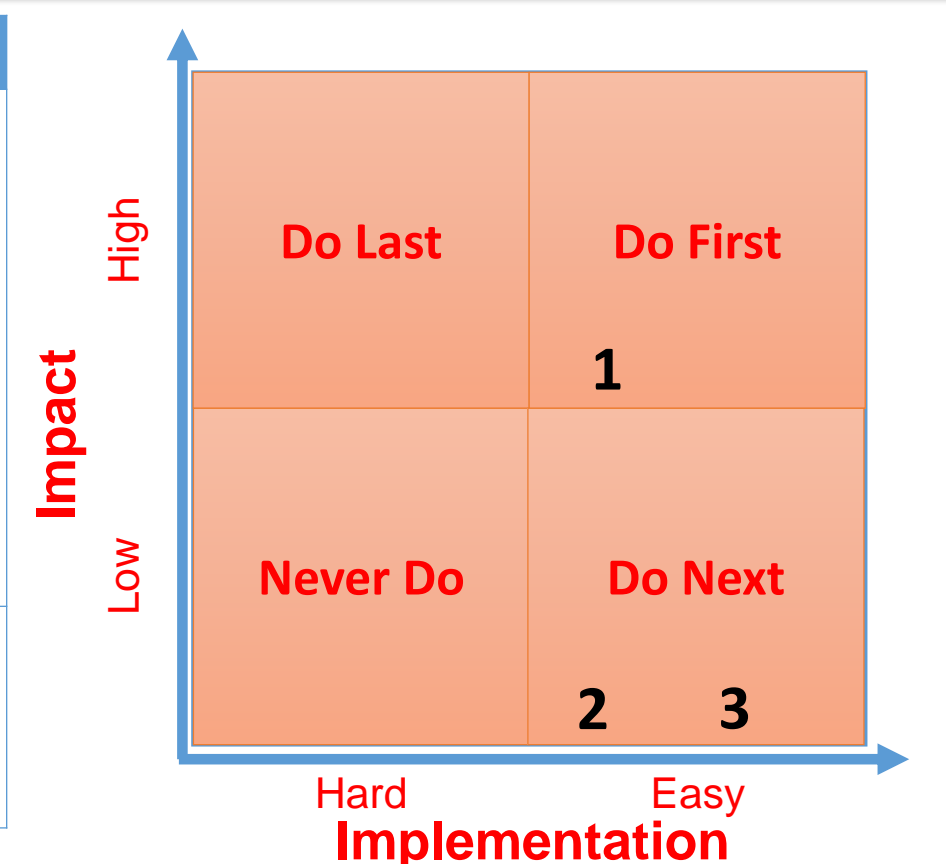 High
Do Last
Do First
1
Impact
Low
Never Do
Do Next
2
3
Hard
Easy
Implementation